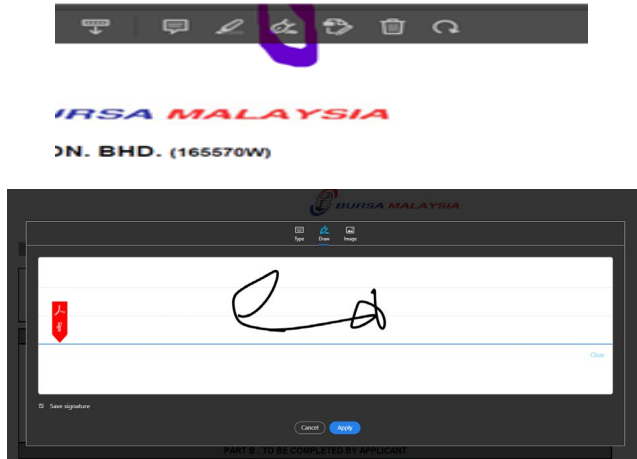 URSA MALAYSIA
DN. BHD. (165570W)
BURSA MALAYSIA
Type Draw Image
Clear
Save signature
Cancel Apply
PART B : TO BE COMPLETED BY APPLICANT